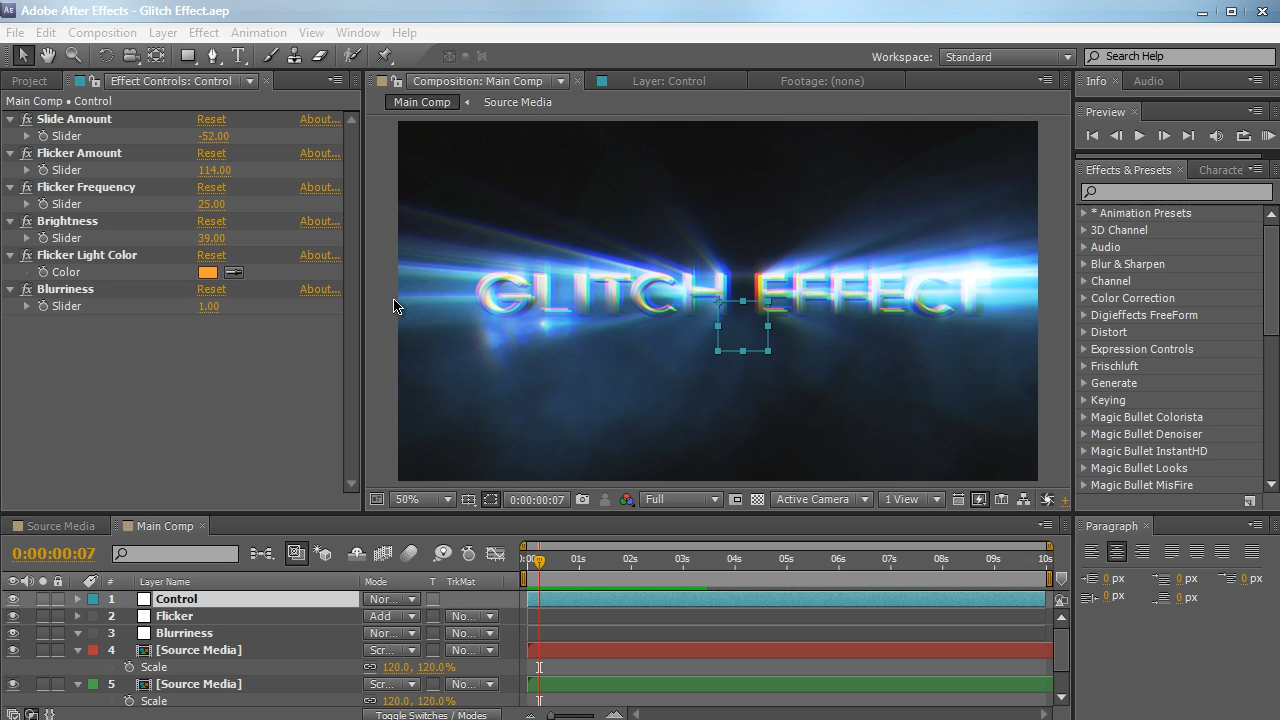 Adobe After Effects - Glitch Effect.aep
File Edit Composition Layer Effect Animation View Window Help
Workspace: Standard Search Help
Project Effect Controls: Control
Main Comp • Control
Slide Amount Reset About...
Slider -52.00
Flicker Amount Reset About...
Slider 114.00
Flicker Frequency Reset About...
Slider 25.00
Brightness Reset About...
Slider 39.00
Flicker Light Color Reset About...
Color
Blurriness Reset About...
Slider 1.00
Composition: Main Comp Layer: Control Footage: (none)
Main Comp Source Media
GLITCH EFFECT
50% 0:00:00:07 Full Active Camera 1 View
Info Audio
Preview
Effects & Presets Characte
* Animation Presets
3D Channel
Audio
Blur & Sharpen
Channel
Color Correction
Digieffects FreeForm
Distort
Expression Controls
Frischluft
Generate
Keying
Magic Bullet Colorista
Magic Bullet Denoiser
Magic Bullet InstantHD
Magic Bullet Looks
Magic Bullet MisFire
Source Media Main Comp
0:00:00:07
01s 02s 03s 04s 05s 06s 07s 08s 09s 10s
# Layer Name Mode T TrkMat
1 Control Nor...
2 Flicker Add No...
3 Blurriness Nor... No...
4 [Source Media] Scr... No...
Scale 120.0, 120.0%
5 [Source Media] Scr... No...
Scale 120.0, 120.0%
Toggle Switches / Modes
Paragraph
0 px 0 px 0 px
0 px 0 px